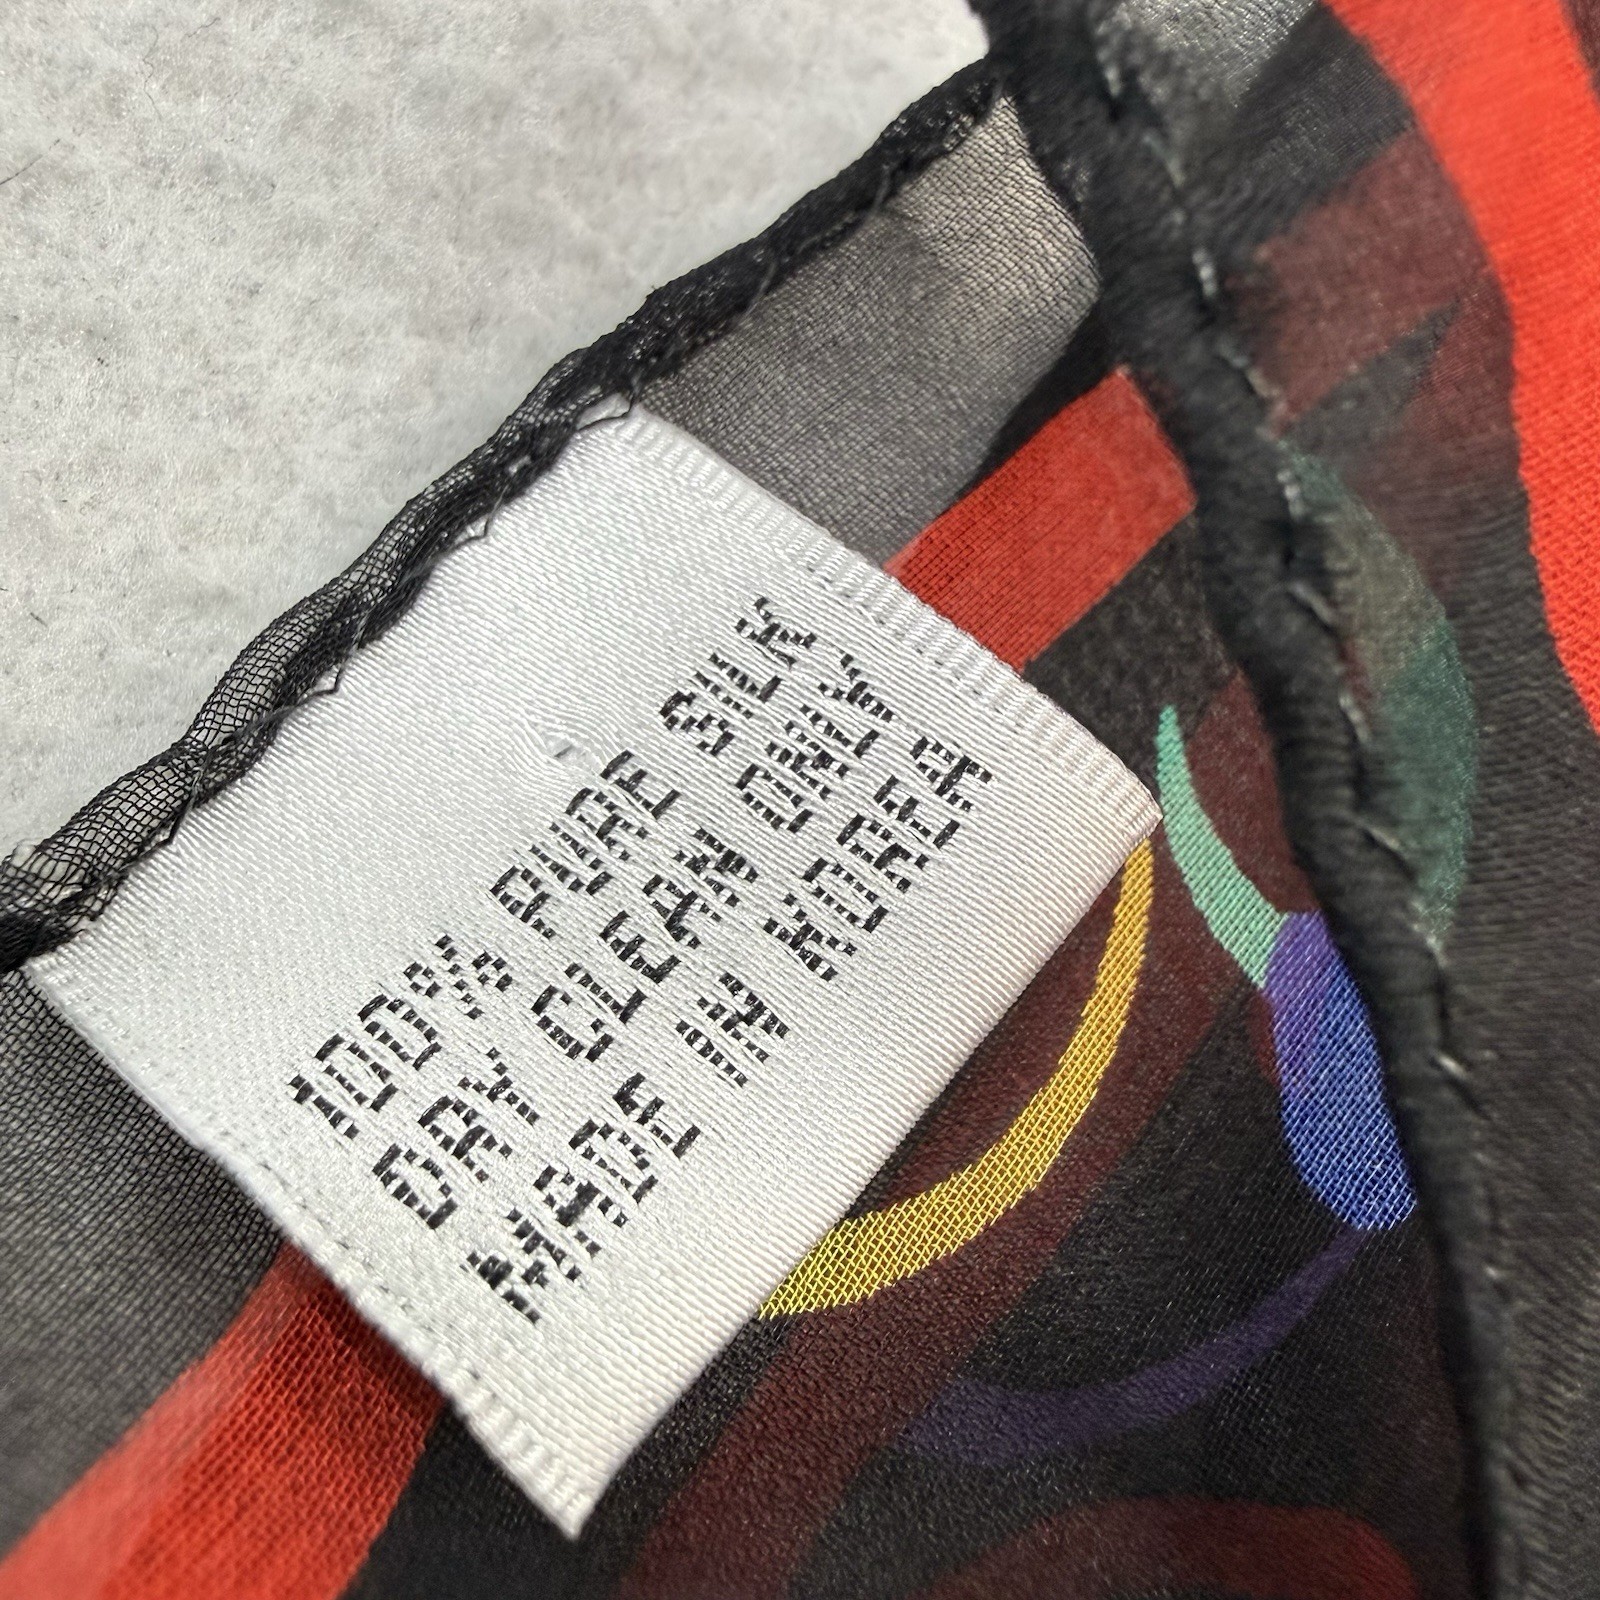 100% PURE SILK
DRY CLEAN ONLY
MADE IN KOREA